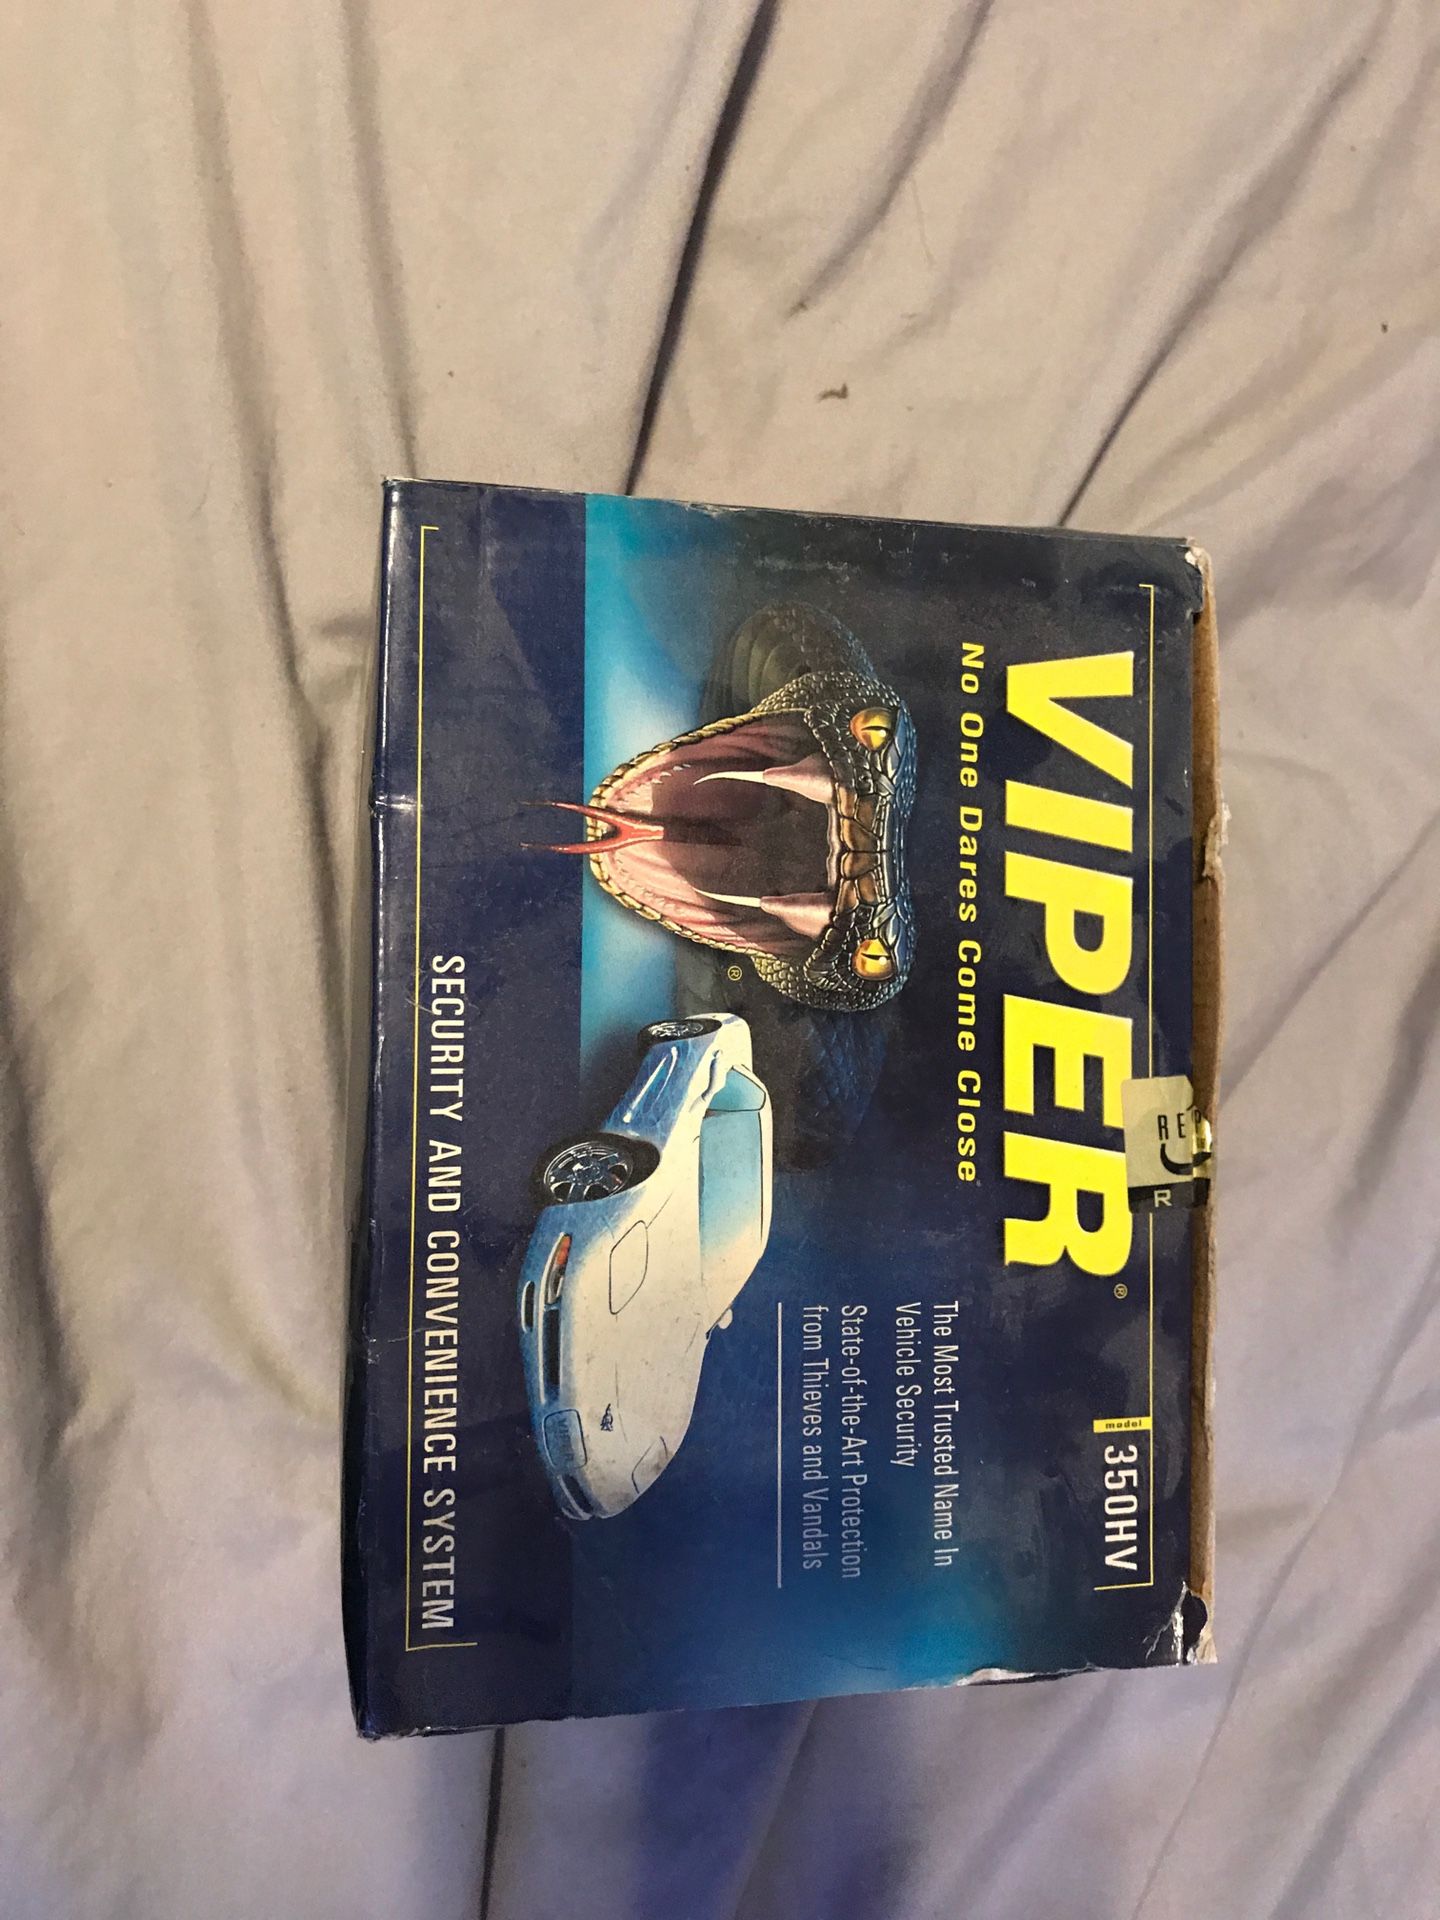 VIPER®
No One Dares Come Close
model 350HV
The Most Trusted Name In
Vehicle Security
State-of-the-Art Protection
from Thieves and Vandals
®
VIPER
SECURITY AND CONVENIENCE SYSTEM
R